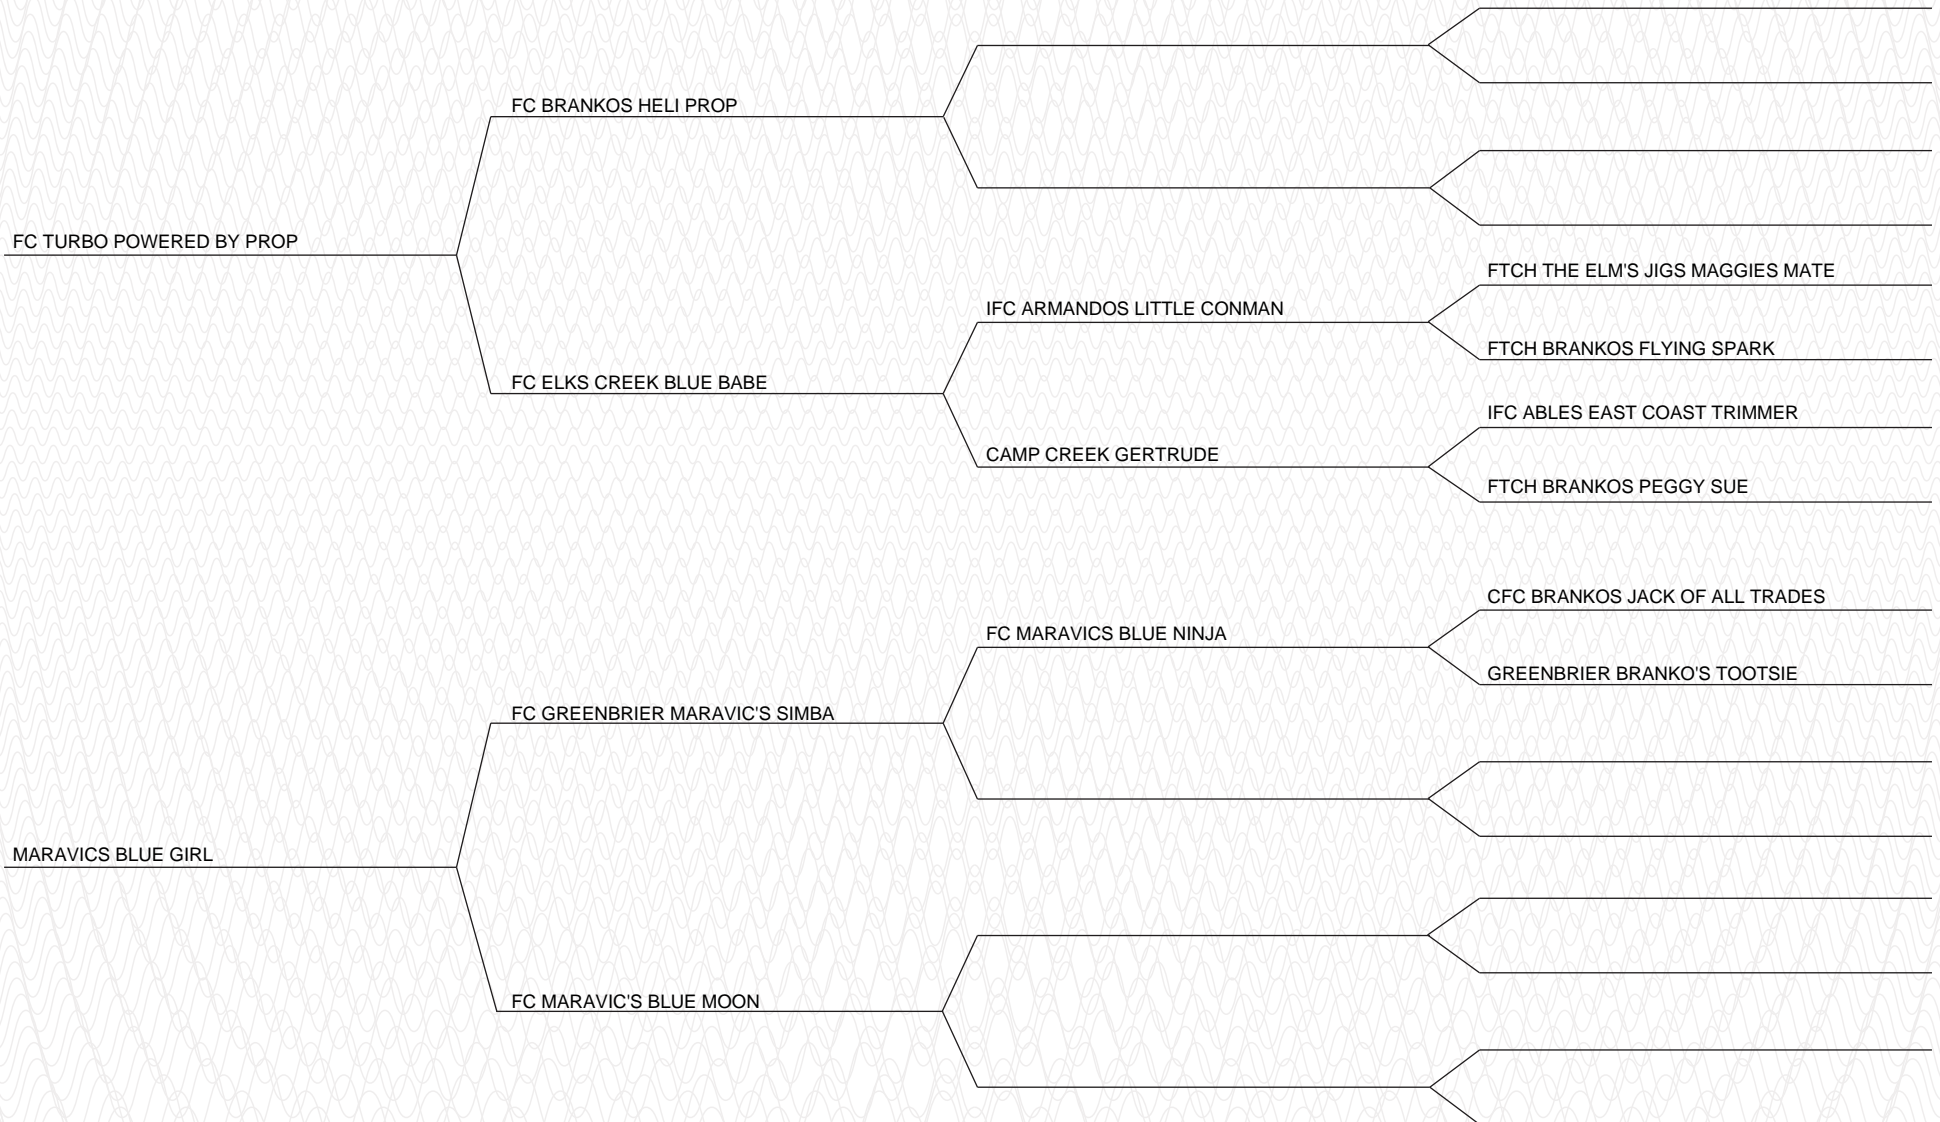 FC BRANKOS HELI PROP
FC TURBO POWERED BY PROP
FTCH THE ELM'S JIGS MAGGIES MATE
IFC ARMANDOS LITTLE CONMAN
FTCH BRANKOS FLYING SPARK
FC ELKS CREEK BLUE BABE
IFC ABLES EAST COAST TRIMMER
CAMP CREEK GERTRUDE
FTCH BRANKOS PEGGY SUE
CFC BRANKOS JACK OF ALL TRADES
FC MARAVICS BLUE NINJA
GREENBRIER BRANKO'S TOOTSIE
FC GREENBRIER MARAVIC'S SIMBA
MARAVICS BLUE GIRL
FC MARAVIC'S BLUE MOON